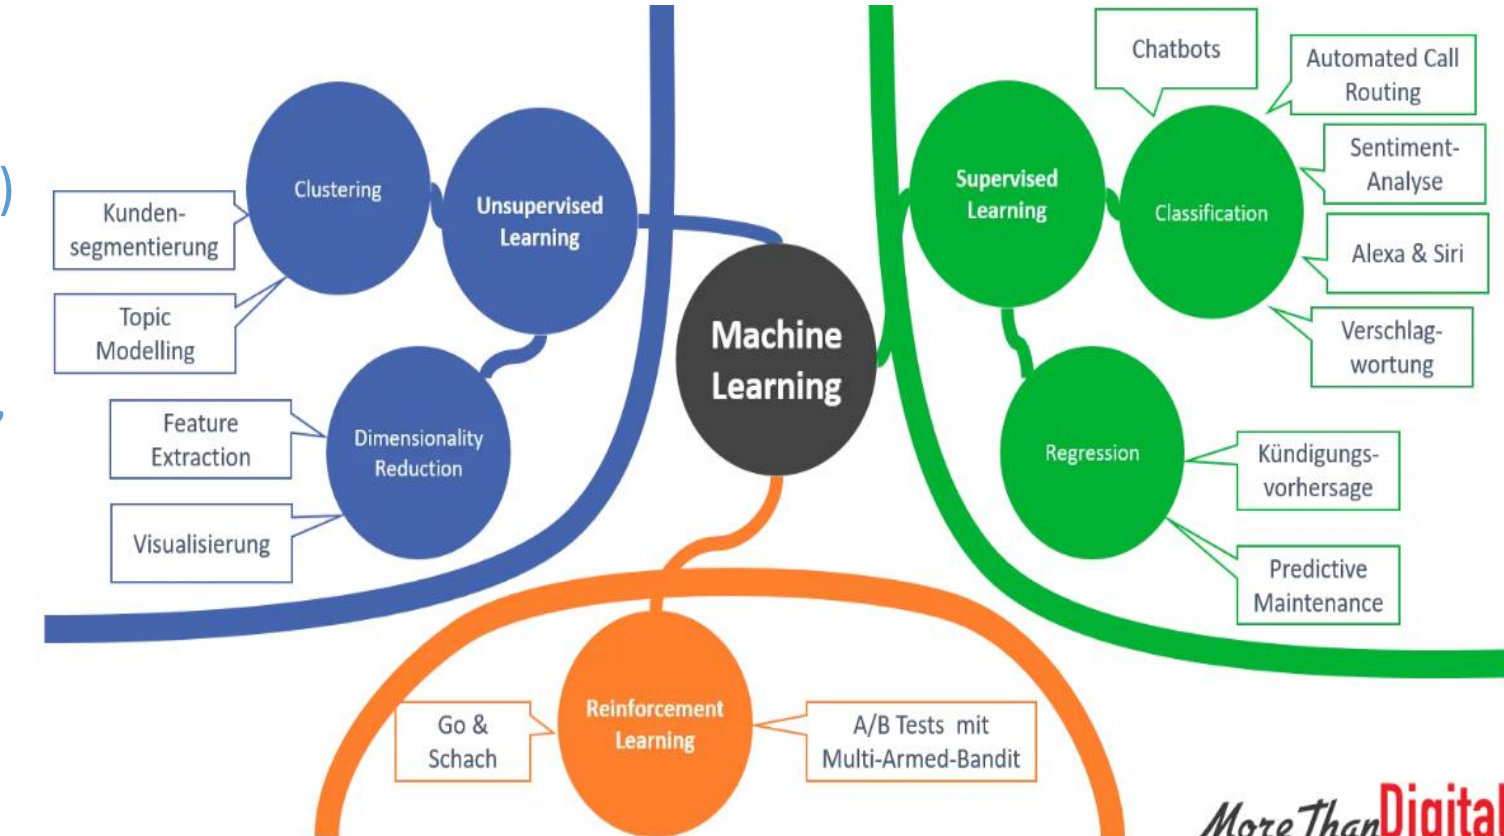 )
Kunden-
segmentierung
Topic
Modelling
Clustering
Unsupervised
Learning
Feature
Extraction
Dimensionality
Reduction
Visualisierung
Machine
Learning
Supervised
Learning
Chatbots
Automated Call
Routing
Sentiment-
Analyse
Classification
Alexa & Siri
Verschlag-
wortung
Regression
Kündigungs-
vorhersage
Predictive
Maintenance
Go &
Schach
Reinforcement
Learning
A/B Tests mit
Multi-Armed-Bandit
More Than Digital